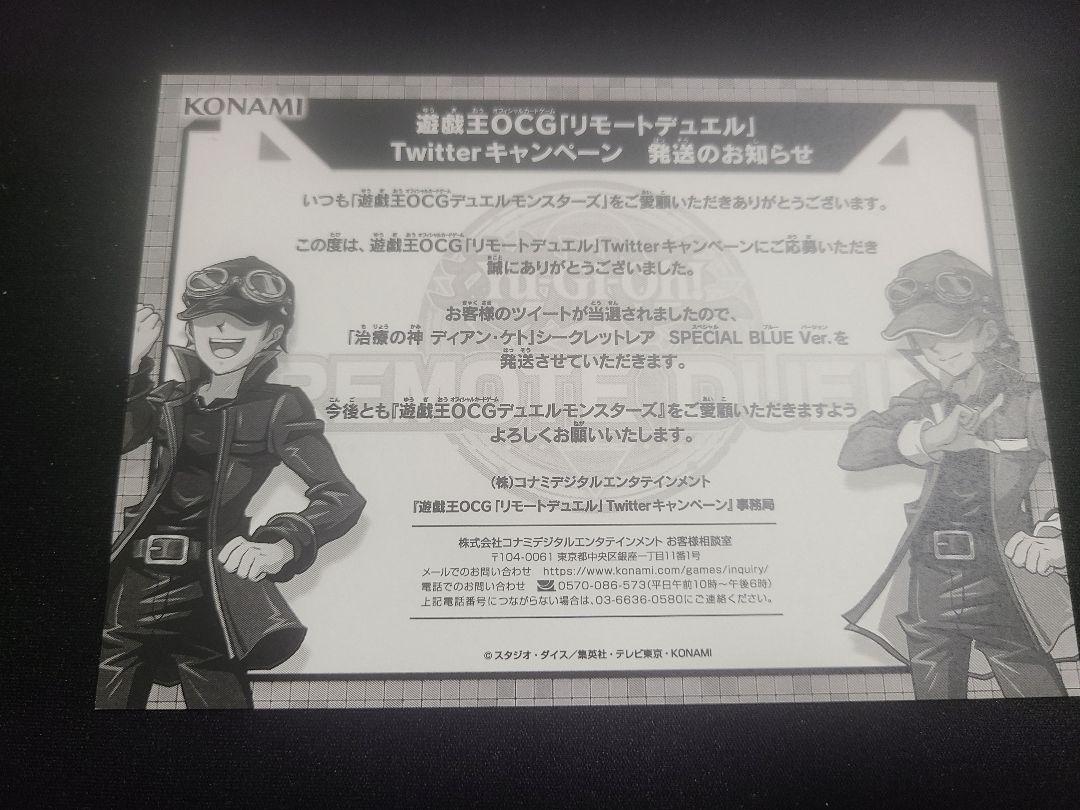 KONAMI
遊戯王OCG「リモートデュエル」
Twitterキャンペーン 発送のお知らせ
いつも「遊戯王OCGデュエルモンスターズ」をご愛顧いただきありがとうございます。
この度は、遊戯王OCG「リモートデュエル」Twitterキャンペーンにご応募いただき
誠にありがとうございました。
お客様のツイートが当選されましたので、
「治療の神 ディアン・ケト」シークレットレア SPECIAL BLUE Ver.を
発送させていただきます。
今後とも『遊戯王OCGデュエルモンスターズ』をご愛顧いただきますよう
よろしくお願いいたします。
Yu-Gi-Oh!
REMOTE DUEL
(株)コナミデジタルエンタテインメント
『遊戯王OCG「リモートデュエル」Twitterキャンペーン』事務局
株式会社コナミデジタルエンタテインメント お客様相談室
〒104-0061 東京都中央区銀座一丁目11番1号
メールでのお問い合わせ https://www.konami.com/games/inquiry/
電話でのお問い合わせ 0570-086-573(平日午前10時～午後6時)
上記電話番号につながらない場合は、03-6636-0580にご連絡ください。
©スタジオ・ダイス／集英社・テレビ東京・KONAMI